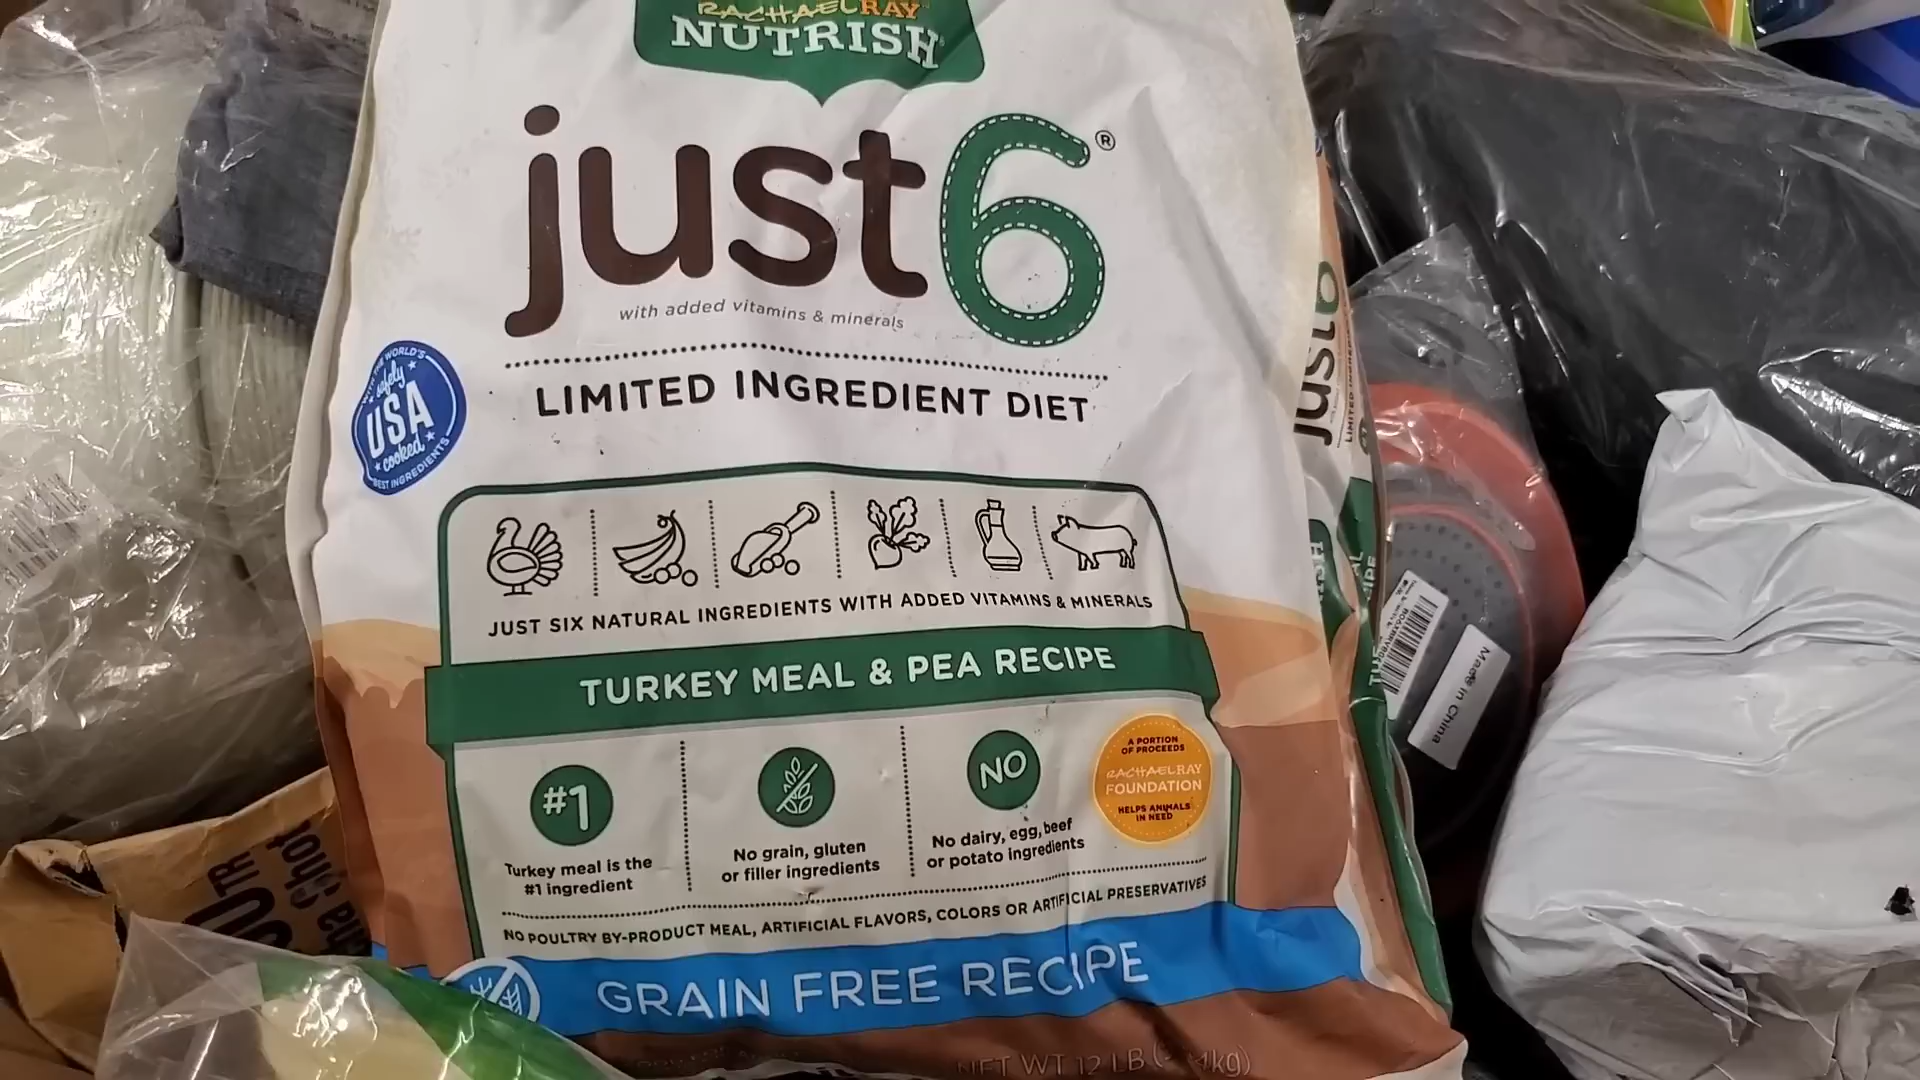 RACHAELRAY
NUTRISH®
just6®
with added vitamins & minerals
LIMITED INGREDIENT DIET
WITH THE WORLD'S
safely
USA
cooked
BEST INGREDIENTS
JUST SIX NATURAL INGREDIENTS WITH ADDED VITAMINS & MINERALS
TURKEY MEAL & PEA RECIPE
#1
Turkey meal is the
#1 ingredient
No grain, gluten
or filler ingredients
NO
No dairy, egg, beef
or potato ingredients
A PORTION
OF PROCEEDS
RACHAELRAY
FOUNDATION
HELPS ANIMALS
IN NEED
NO POULTRY BY-PRODUCT MEAL, ARTIFICIAL FLAVORS, COLORS OR ARTIFICIAL PRESERVATIVES
GRAIN FREE RECIPE
NET WT 12 LB
just6
Made in China